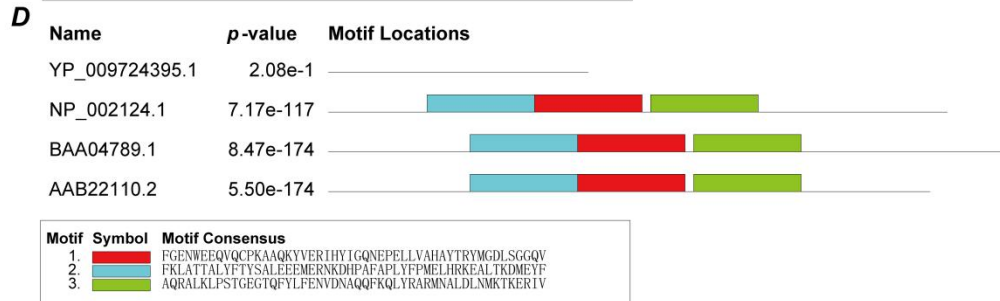 D
Name p-value Motif Locations
YP_009724395.1 2.08e-1
NP_002124.1 7.17e-117
BAA04789.1 8.47e-174
AAB22110.2 5.50e-174
Motif Symbol Motif Consensus
1. FGENWEEQVQCPKAAQKYVERIHYIGQNEPELLVAHAYTRYMGDLSGGQV
2. FKLATTALYFTYSALEEEMERNKDHPAFAPLYFPMELHRKEALTKDMEYF
3. AQRALKLPSTGEGTQFYLFENVDNAQQFKQLYRARMNALDLNMKTKERIV